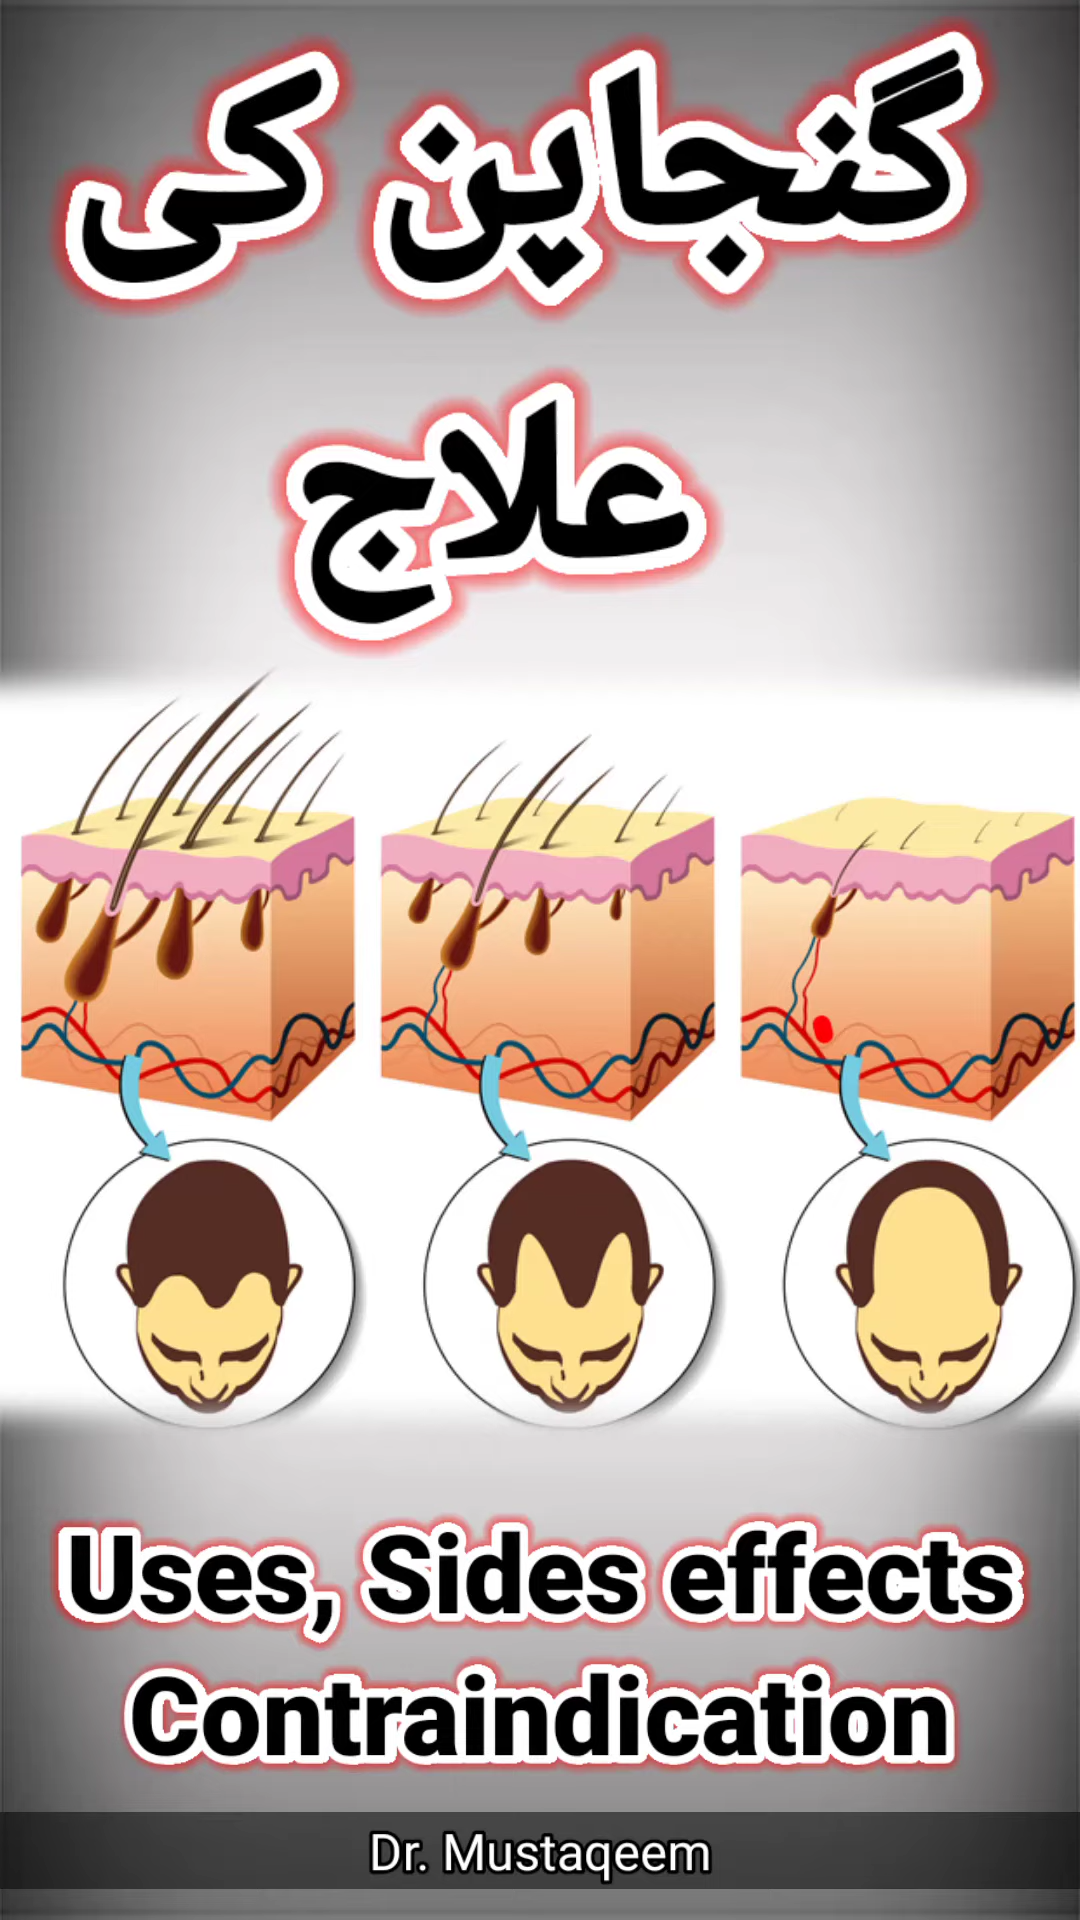 گنجاپن کی
علاج
Uses, Sides effects
Contraindication
Dr. Mustaqeem